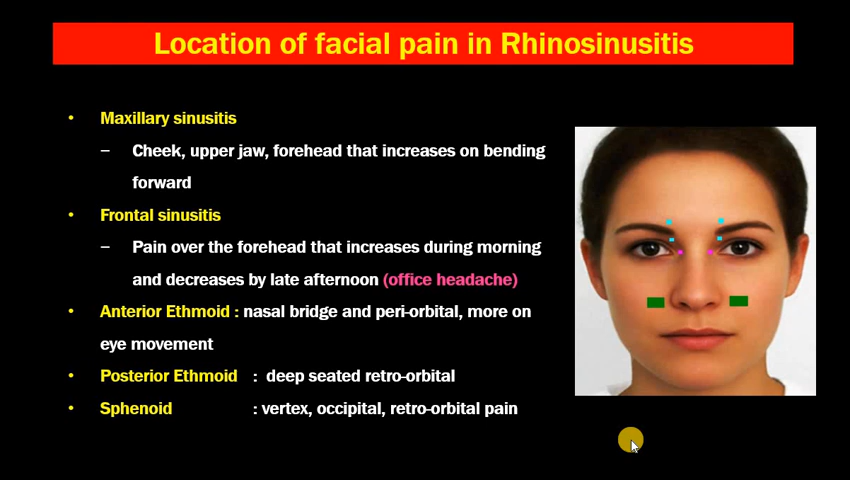 Location of facial pain in Rhinosinusitis
• Maxillary sinusitis
– Cheek, upper jaw, forehead that increases on bending
forward
• Frontal sinusitis
– Pain over the forehead that increases during morning
and decreases by late afternoon (office headache)
• Anterior Ethmoid : nasal bridge and peri-orbital, more on
eye movement
• Posterior Ethmoid : deep seated retro-orbital
• Sphenoid : vertex, occipital, retro-orbital pain